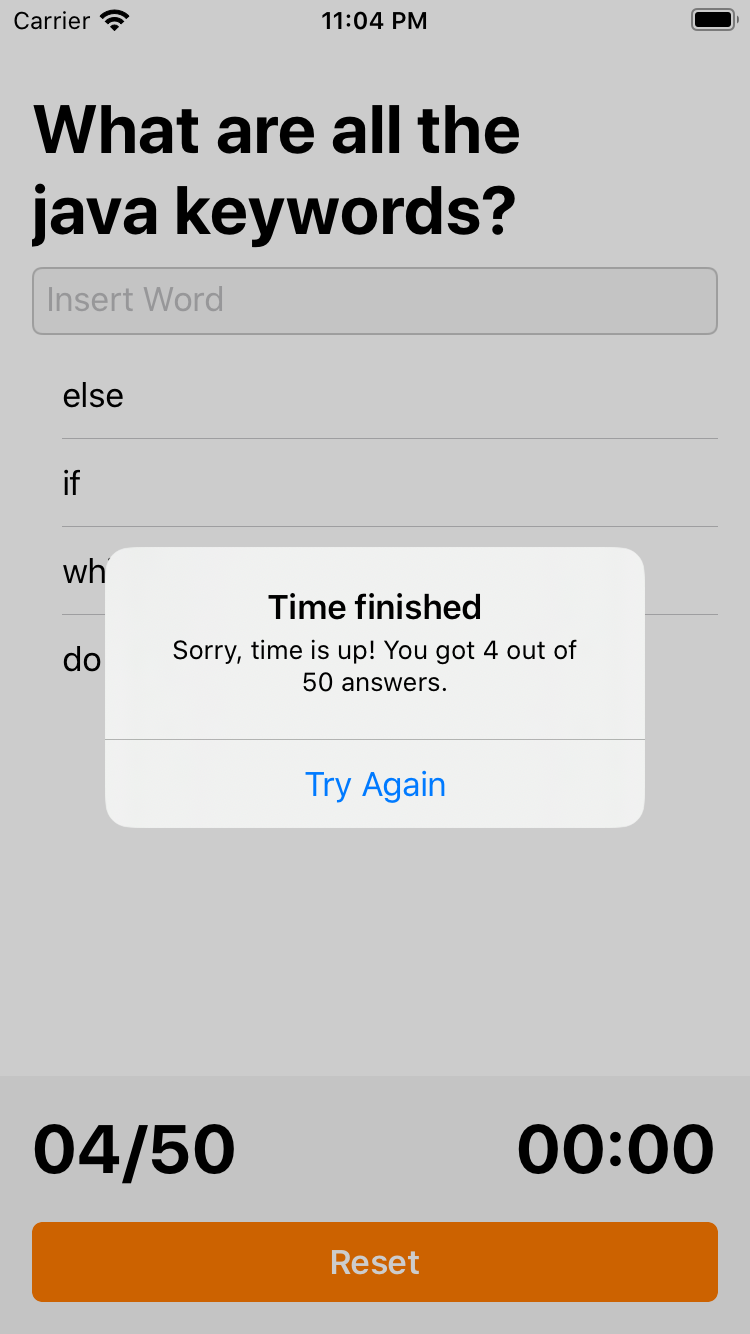 Carrier 11:04 PM
What are all the
java keywords?
Insert Word
else
if
do
Time finished
Sorry, time is up! You got 4 out of
50 answers.
Try Again
04/50 00:00
Reset